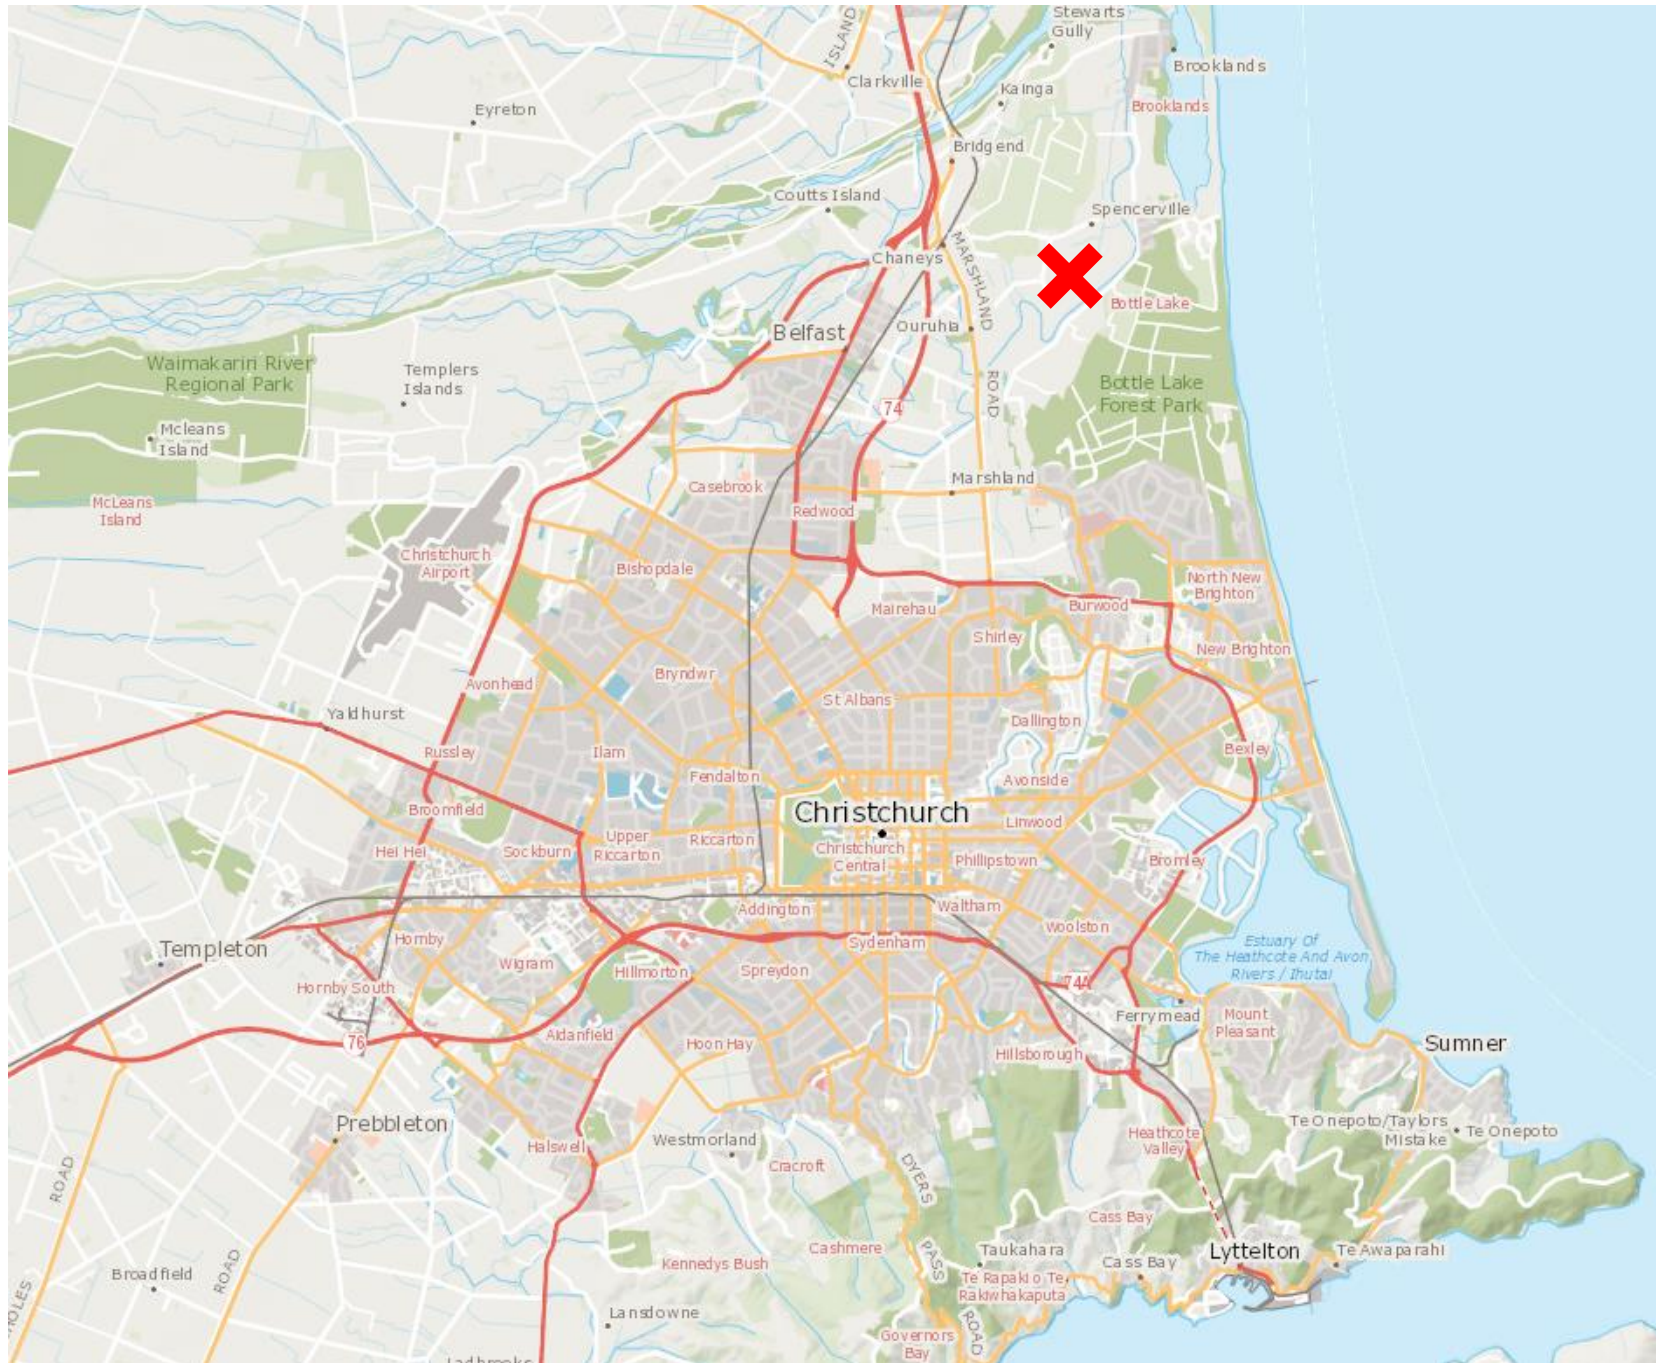 Stewarts
Gully
ISLAND
Brooklands
Clarkville
Kainga
Brooklands
Eyreton
Bridgend
Coutts Island
Spencerville
MARSHLAND
Chaneys
Bottle Lake
Belfast
Ouruhia
Waimakariri River
Regional Park
Templers
Islands
ROAD
Bottle Lake
Forest Park
74
Mcleans
Island
Marshland
Casebrook
McLeans
Island
Redwood
Christchurch
Airport
Bishopdale
North New
Brighton
Mairehau
Burwood
Shirley
New Brighton
Avonhead
Bryndwr
St Albans
Yaldhurst
Dallington
Russley
Ilam
Bexley
Fendalton
Avonside
Broomfield
Christchurch
Linwood
Hei Hei
Sockburn
Upper
Riccarton
Riccarton
Christchurch
Central
Phillipstown
Bromley
Addington
Waltham
Woolston
Templeton
Hornby
Sydenham
Estuary Of
The Heathcote And Avon
Rivers / Ihutai
Wigram
Hillmorton
Spreydon
Hornby South
74A
Ferrymead
Mount
Pleasant
76
Aidanfield
Hoon Hay
Hillsborough
Sumner
Prebbleton
Halswell
Westmorland
Heathcote
Valley
Te Onepoto/Taylors
Mistake
Te Onepoto
Cracroft
DYERS
ROAD
Cass Bay
Cashmere
PASS
Taukahara
Lyttelton
Te Awaparahi
Kennedys Bush
Cass Bay
Broadfield
ROAD
Te Rapaki o Te
Rakiwhakaputa
Lansdowne
ROAD
Governors
Bay